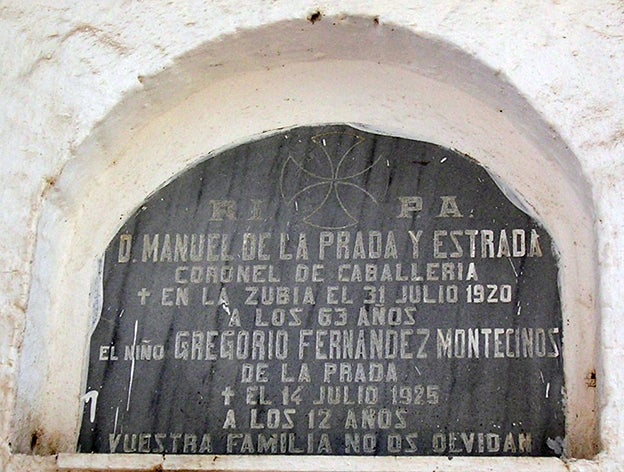 RI PA
D. MANUEL DE LA PRADA Y ESTRADA
CORONEL DE CABALLERIA
✝ EN LA ZUBIA EL 31 JULIO 1920
A LOS 63 AÑOS
EL NIÑO GREGORIO FERNÁNDEZ MONTECINOS
DE LA PRADA
✝ EL 14 JULIO 1925
A LOS 12 AÑOS
VUESTRA FAMILIA NO OS OLVIDAN